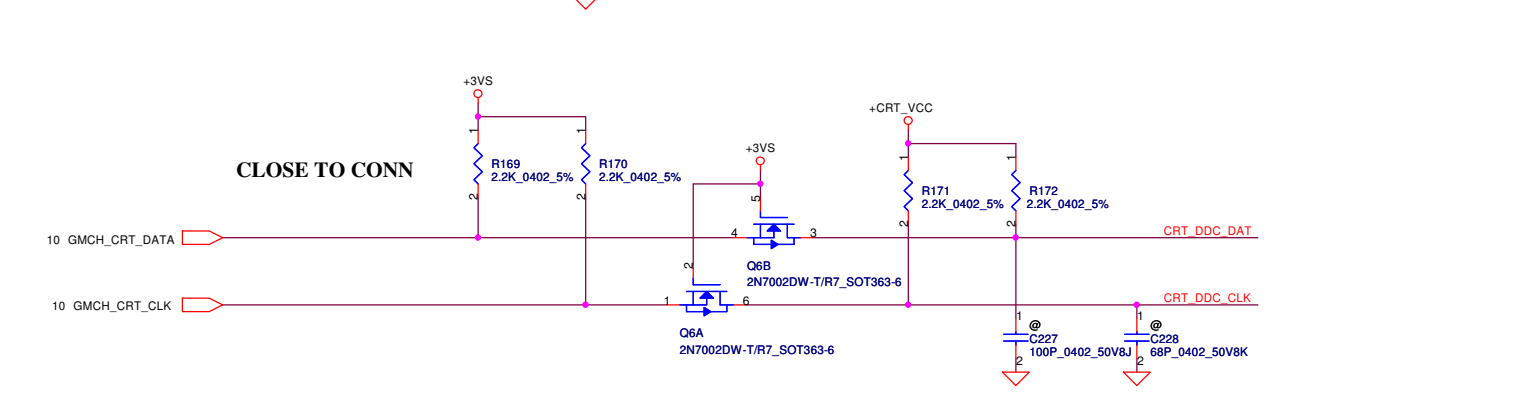 +3VS
+CRT_VCC
+3VS
CLOSE TO CONN
1
R169
2.2K_0402_5%
2
1
R170
2.2K_0402_5%
2
1
R171
2.2K_0402_5%
2
1
R172
2.2K_0402_5%
2
10 GMCH_CRT_DATA
4
5
3
CRT_DDC_DAT
Q6B
2N7002DW-T/R7_SOT363-6
10 GMCH_CRT_CLK
1
2
6
CRT_DDC_CLK
Q6A
2N7002DW-T/R7_SOT363-6
1
@
C227
100P_0402_50V8J
2
1
@
C228
68P_0402_50V8K
2